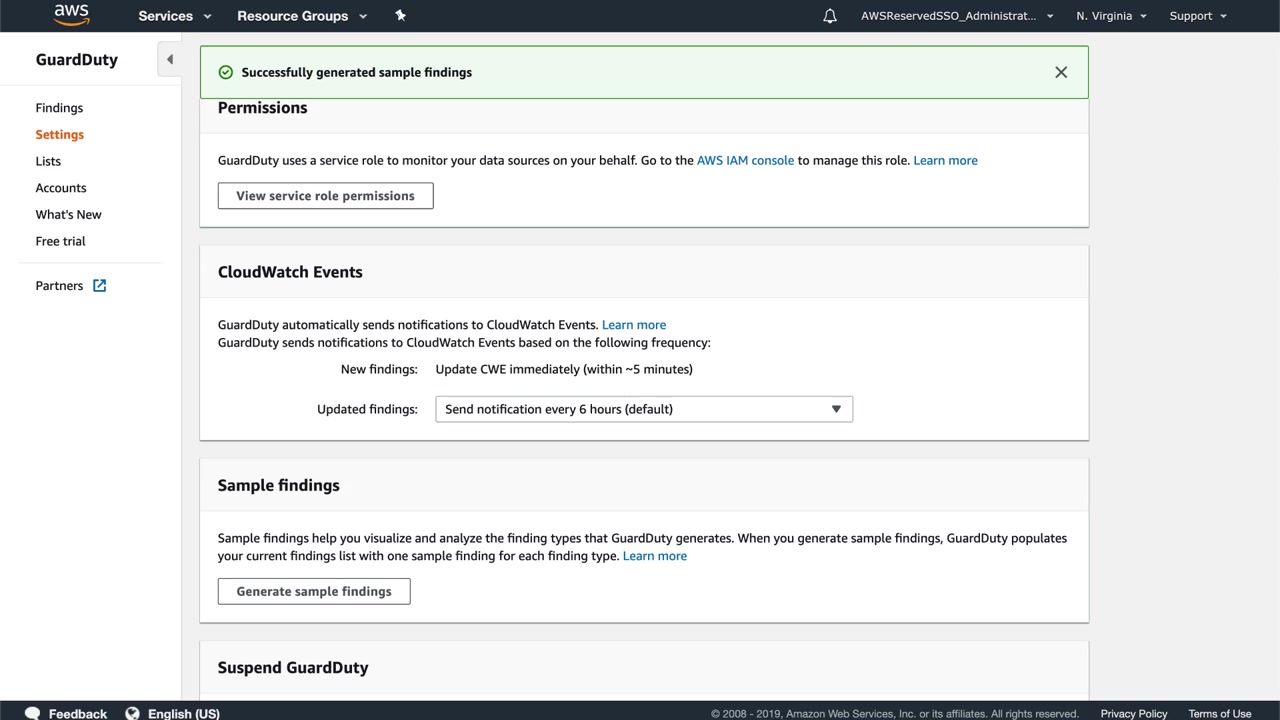 aws
Services
Resource Groups
AWSReservedSSO_Administrat...
N. Virginia
Support
GuardDuty
Findings
Settings
Lists
Accounts
What's New
Free trial
Partners
Successfully generated sample findings
Permissions
GuardDuty uses a service role to monitor your data sources on your behalf. Go to the AWS IAM console to manage this role. Learn more
View service role permissions
CloudWatch Events
GuardDuty automatically sends notifications to CloudWatch Events. Learn more
GuardDuty sends notifications to CloudWatch Events based on the following frequency:
New findings: Update CWE immediately (within ~5 minutes)
Updated findings: Send notification every 6 hours (default)
Sample findings
Sample findings help you visualize and analyze the finding types that GuardDuty generates. When you generate sample findings, GuardDuty populates
your current findings list with one sample finding for each finding type. Learn more
Generate sample findings
Suspend GuardDuty
Feedback
English (US)
© 2008 - 2019, Amazon Web Services, Inc. or its affiliates. All rights reserved.
Privacy Policy
Terms of Use